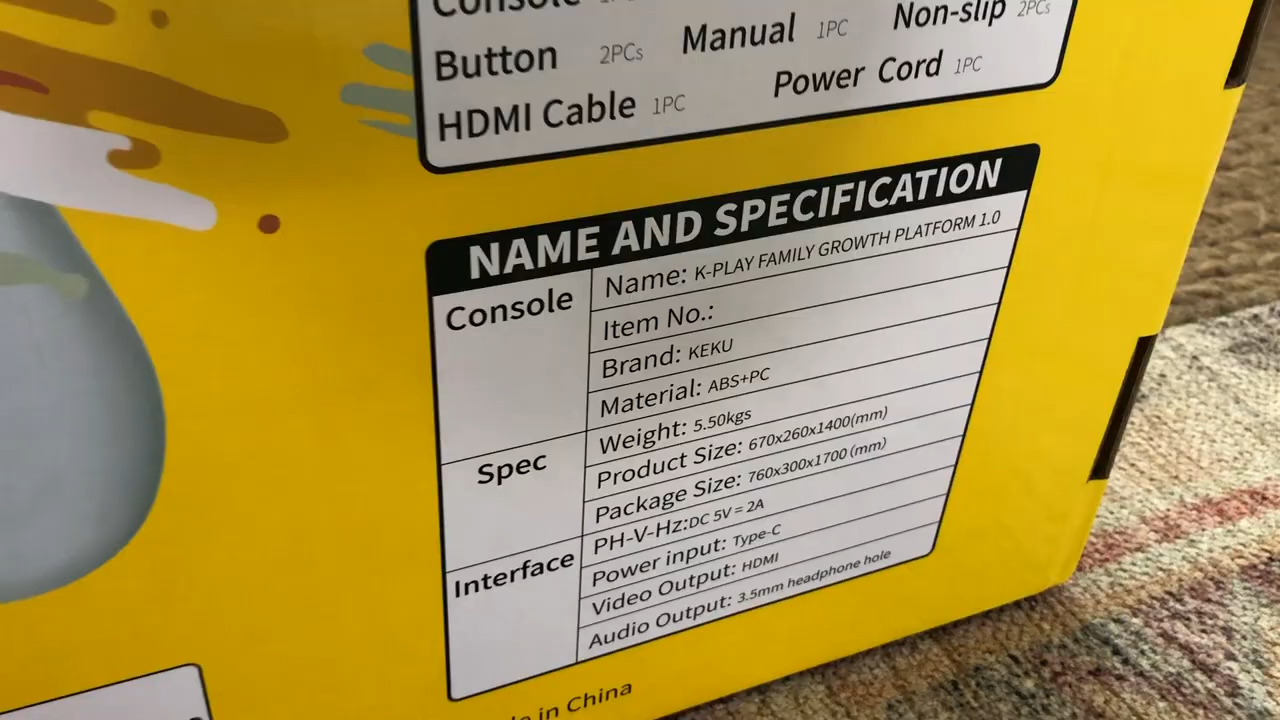 Console
Button 2PCs Manual 1PC Non-slip 2PCs
HDMI Cable 1PC Power Cord 1PC
NAME AND SPECIFICATION
Console
Name: K-PLAY FAMILY GROWTH PLATFORM 1.0
Item No.:
Brand: KEKU
Material: ABS+PC
Spec
Weight: 5.50kgs
Product Size: 670x260x1400(mm)
Package Size: 760x300x1700 (mm)
PH-V-Hz:DC 5V = 2A
Interface
Power input: Type-C
Video Output: HDMI
Audio Output: 3.5mm headphone hole
in China